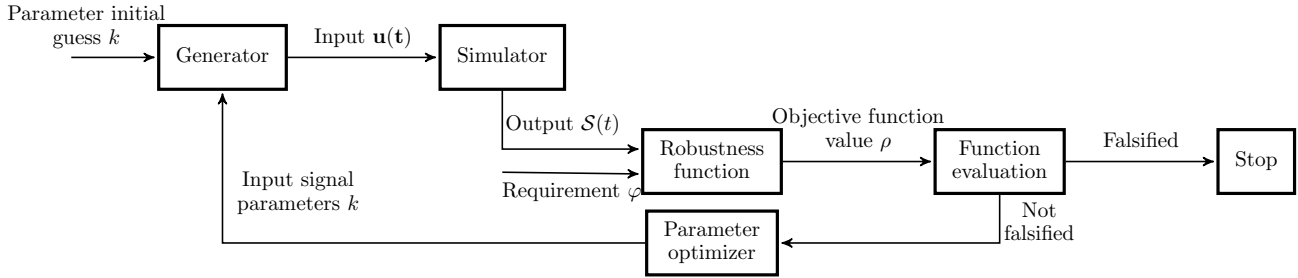 Parameter initial
guess k
Generator
Input u(t)
Simulator
Output 𝒮(t)
Requirement φ
Robustness
function
Objective function
value ρ
Function
evaluation
Falsified
Stop
Not
falsified
Parameter
optimizer
Input signal
parameters k